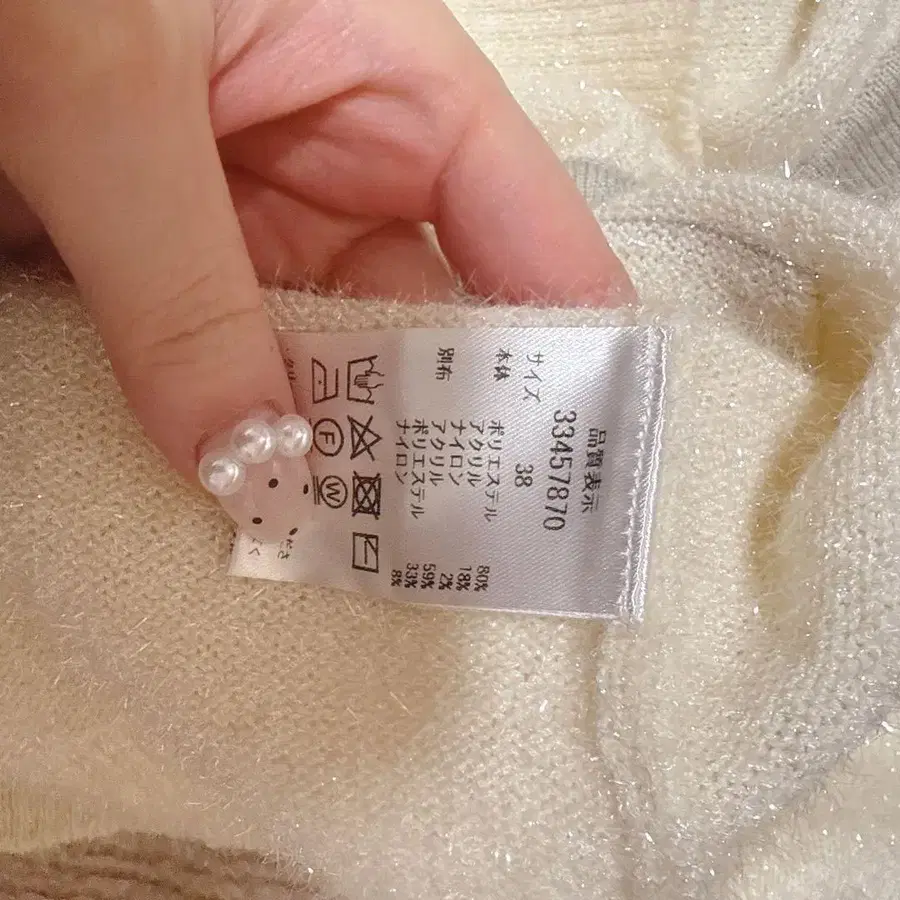 品質表示
33457870
サイズ 38
本体 ポリエステル 80%
アクリル 18%
ナイロン 2%
別布 アクリル 59%
ポリエステル 33%
ナイロン 8%
F W